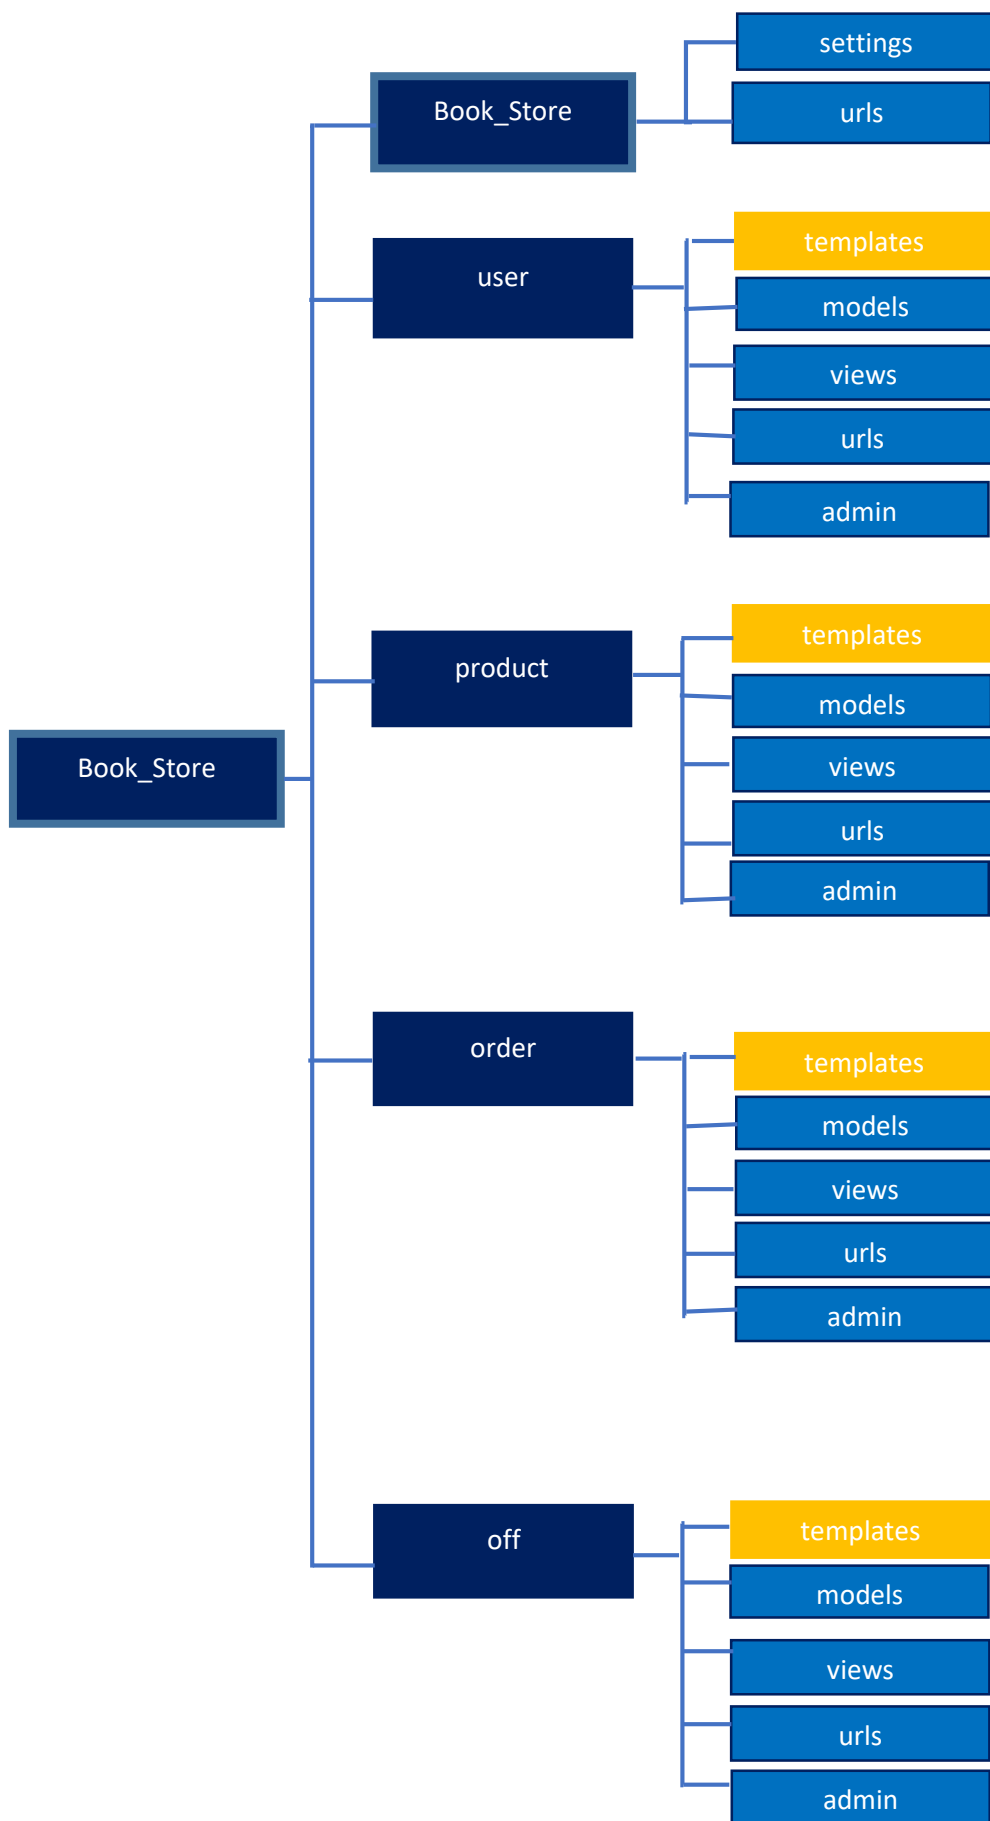 Book_Store
Book_Store
settings
urls
user
templates
models
views
urls
admin
product
templates
models
views
urls
admin
order
templates
models
views
urls
admin
off
templates
models
views
urls
admin